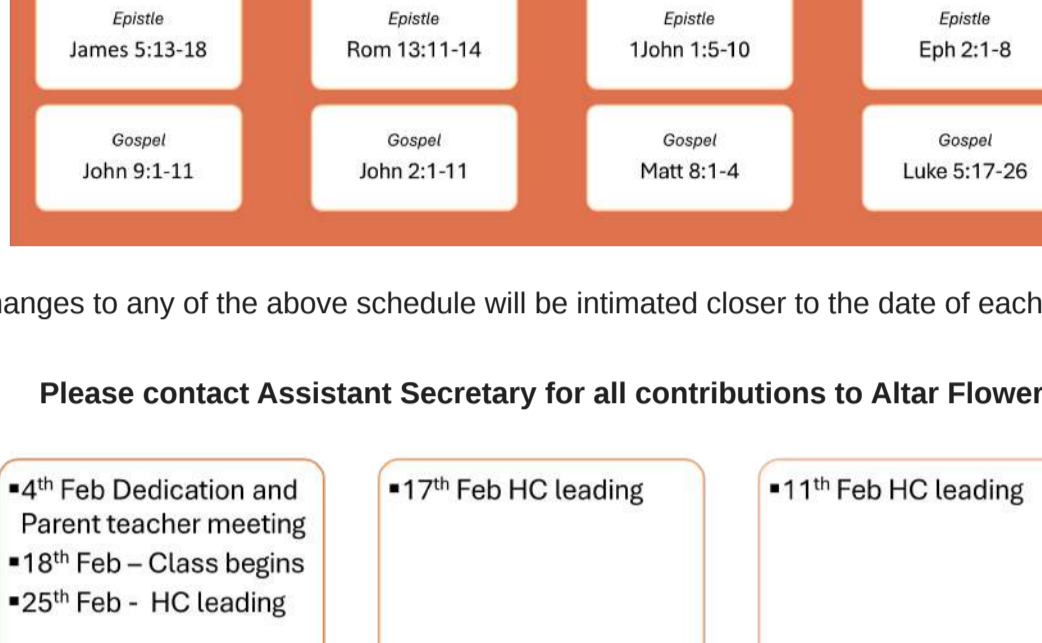 Epistle
James 5:13-18
Epistle
Rom 13:11-14
Epistle
1John 1:5-10
Epistle
Eph 2:1-8
Gospel
John 9:1-11
Gospel
John 2:1-11
Gospel
Matt 8:1-4
Gospel
Luke 5:17-26
hanges to any of the above schedule will be intimated closer to the date of each
Please contact Assistant Secretary for all contributions to Altar Flower
▪4th Feb Dedication and
Parent teacher meeting
▪18th Feb – Class begins
▪25th Feb - HC leading
▪17th Feb HC leading
▪11th Feb HC leading